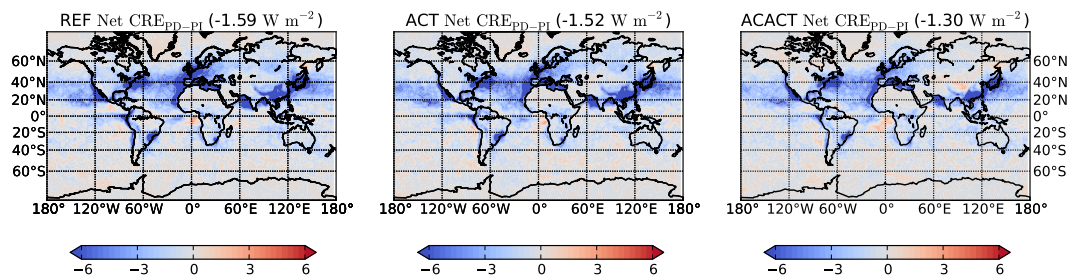 REF Net CRE_PD−PI (-1.59 W m⁻²)
60°N
40°N
20°N
0°
20°S
40°S
60°S
180° 120°W 60°W 0° 60°E 120°E 180°
−6 −3 0 3 6
ACT Net CRE_PD−PI (-1.52 W m⁻²)
180° 120°W 60°W 0° 60°E 120°E 180°
−6 −3 0 3 6
ACACT Net CRE_PD−PI (-1.30 W m⁻²)
60°N
40°N
20°N
0°
20°S
40°S
60°S
180° 120°W 60°W 0° 60°E 120°E 180°
−6 −3 0 3 6